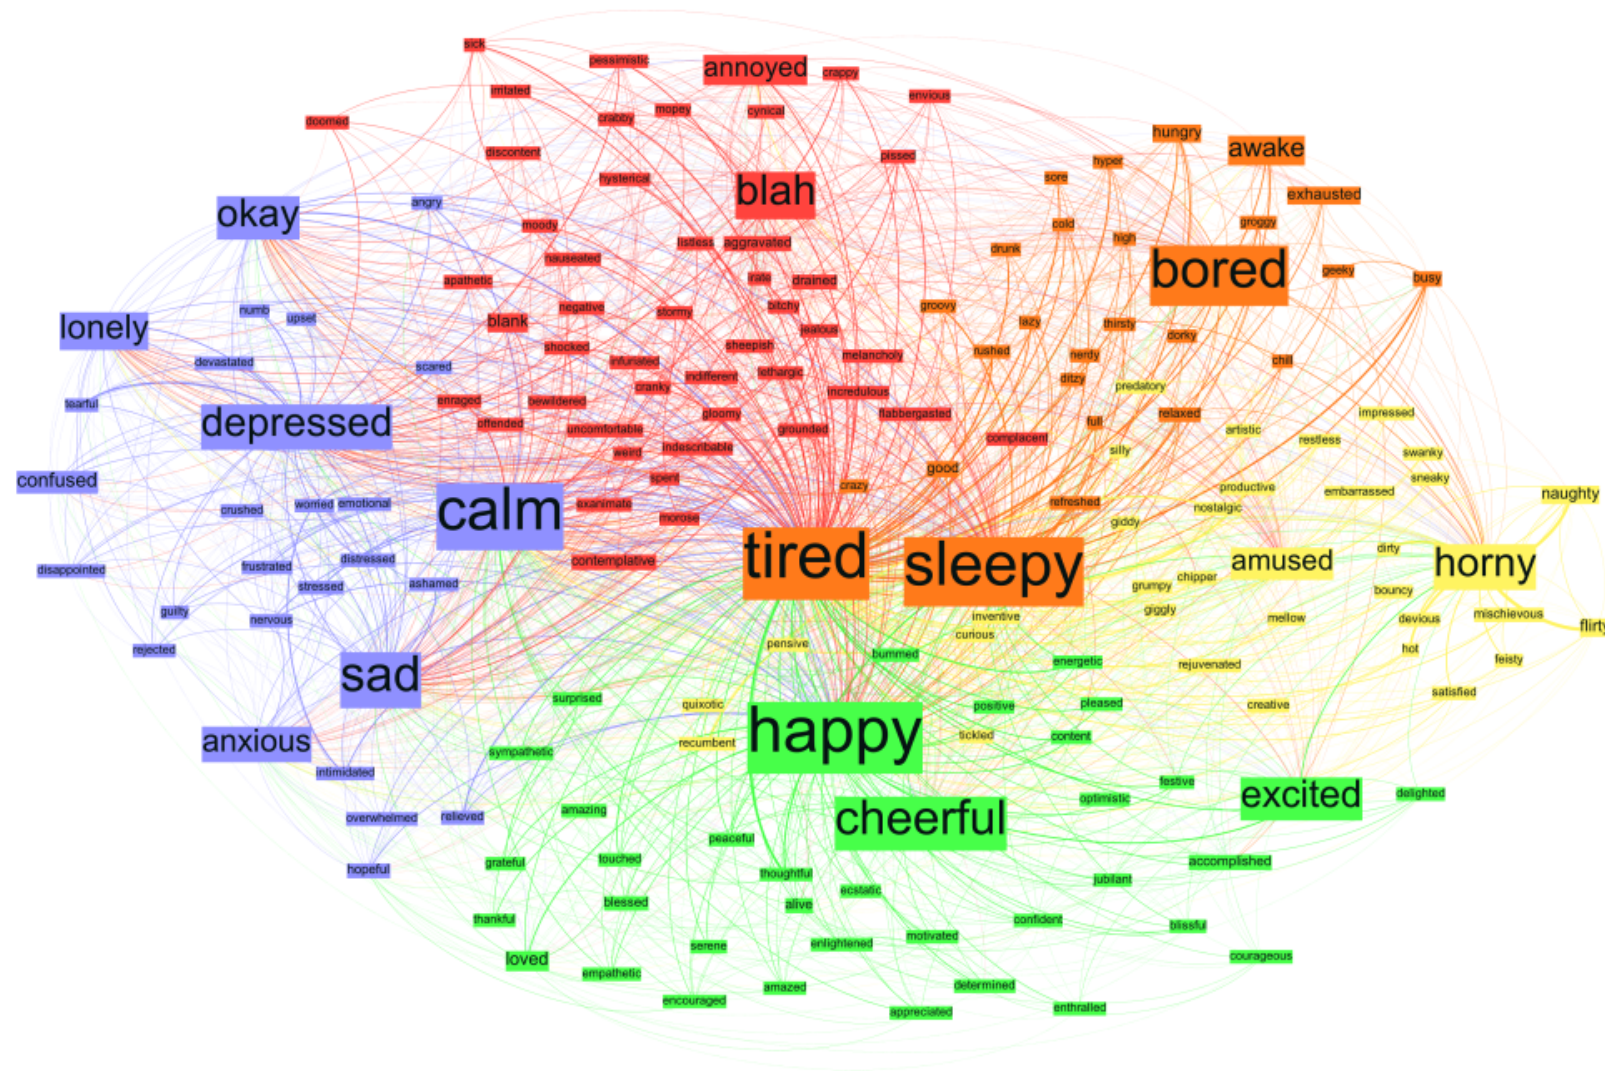 sick
pessimistic
annoyed
crappy
irritated
mopey
cynical
envious
doomed
crabby
hungry
awake
discontent
pissed
hyper
hysterical
sore
blah
exhausted
okay
angry
moody
cold
groggy
listless
aggravated
high
drunk
nauseated
bored
apathetic
irate
drained
geeky
busy
numb
upset
negative
stormy
bitchy
groovy
lonely
blank
jealous
lazy
thirsty
shocked
sheepish
rushed
dorky
devastated
scared
infuriated
melancholy
nerdy
chill
indifferent
lethargic
ditzy
cranky
predatory
tearful
enraged
bewildered
incredulous
depressed
offended
gloomy
flabbergasted
full
relaxed
impressed
uncomfortable
grounded
artistic
weird
indescribable
complacent
silly
restless
swanky
confused
spent
good
crazy
productive
sneaky
embarrassed
naughty
crushed
worried
emotional
calm
exanimate
morose
refreshed
nostalgic
giddy
disappointed
frustrated
distressed
contemplative
tired
sleepy
amused
dirty
horny
stressed
ashamed
grumpy
chipper
bouncy
guilty
nervous
inventive
giggly
mellow
devious
mischievous
flirty
rejected
pensive
curious
bummed
energetic
rejuvenated
hot
feisty
sad
surprised
quixotic
positive
pleased
creative
satisfied
anxious
sympathetic
recumbent
happy
tickled
content
intimidated
festive
overwhelmed
relieved
amazing
cheerful
optimistic
excited
delighted
peaceful
hopeful
grateful
touched
thoughtful
accomplished
jubilant
blessed
alive
ecstatic
thankful
confident
blissful
loved
serene
enlightened
motivated
courageous
empathetic
amazed
determined
encouraged
appreciated
enthralled